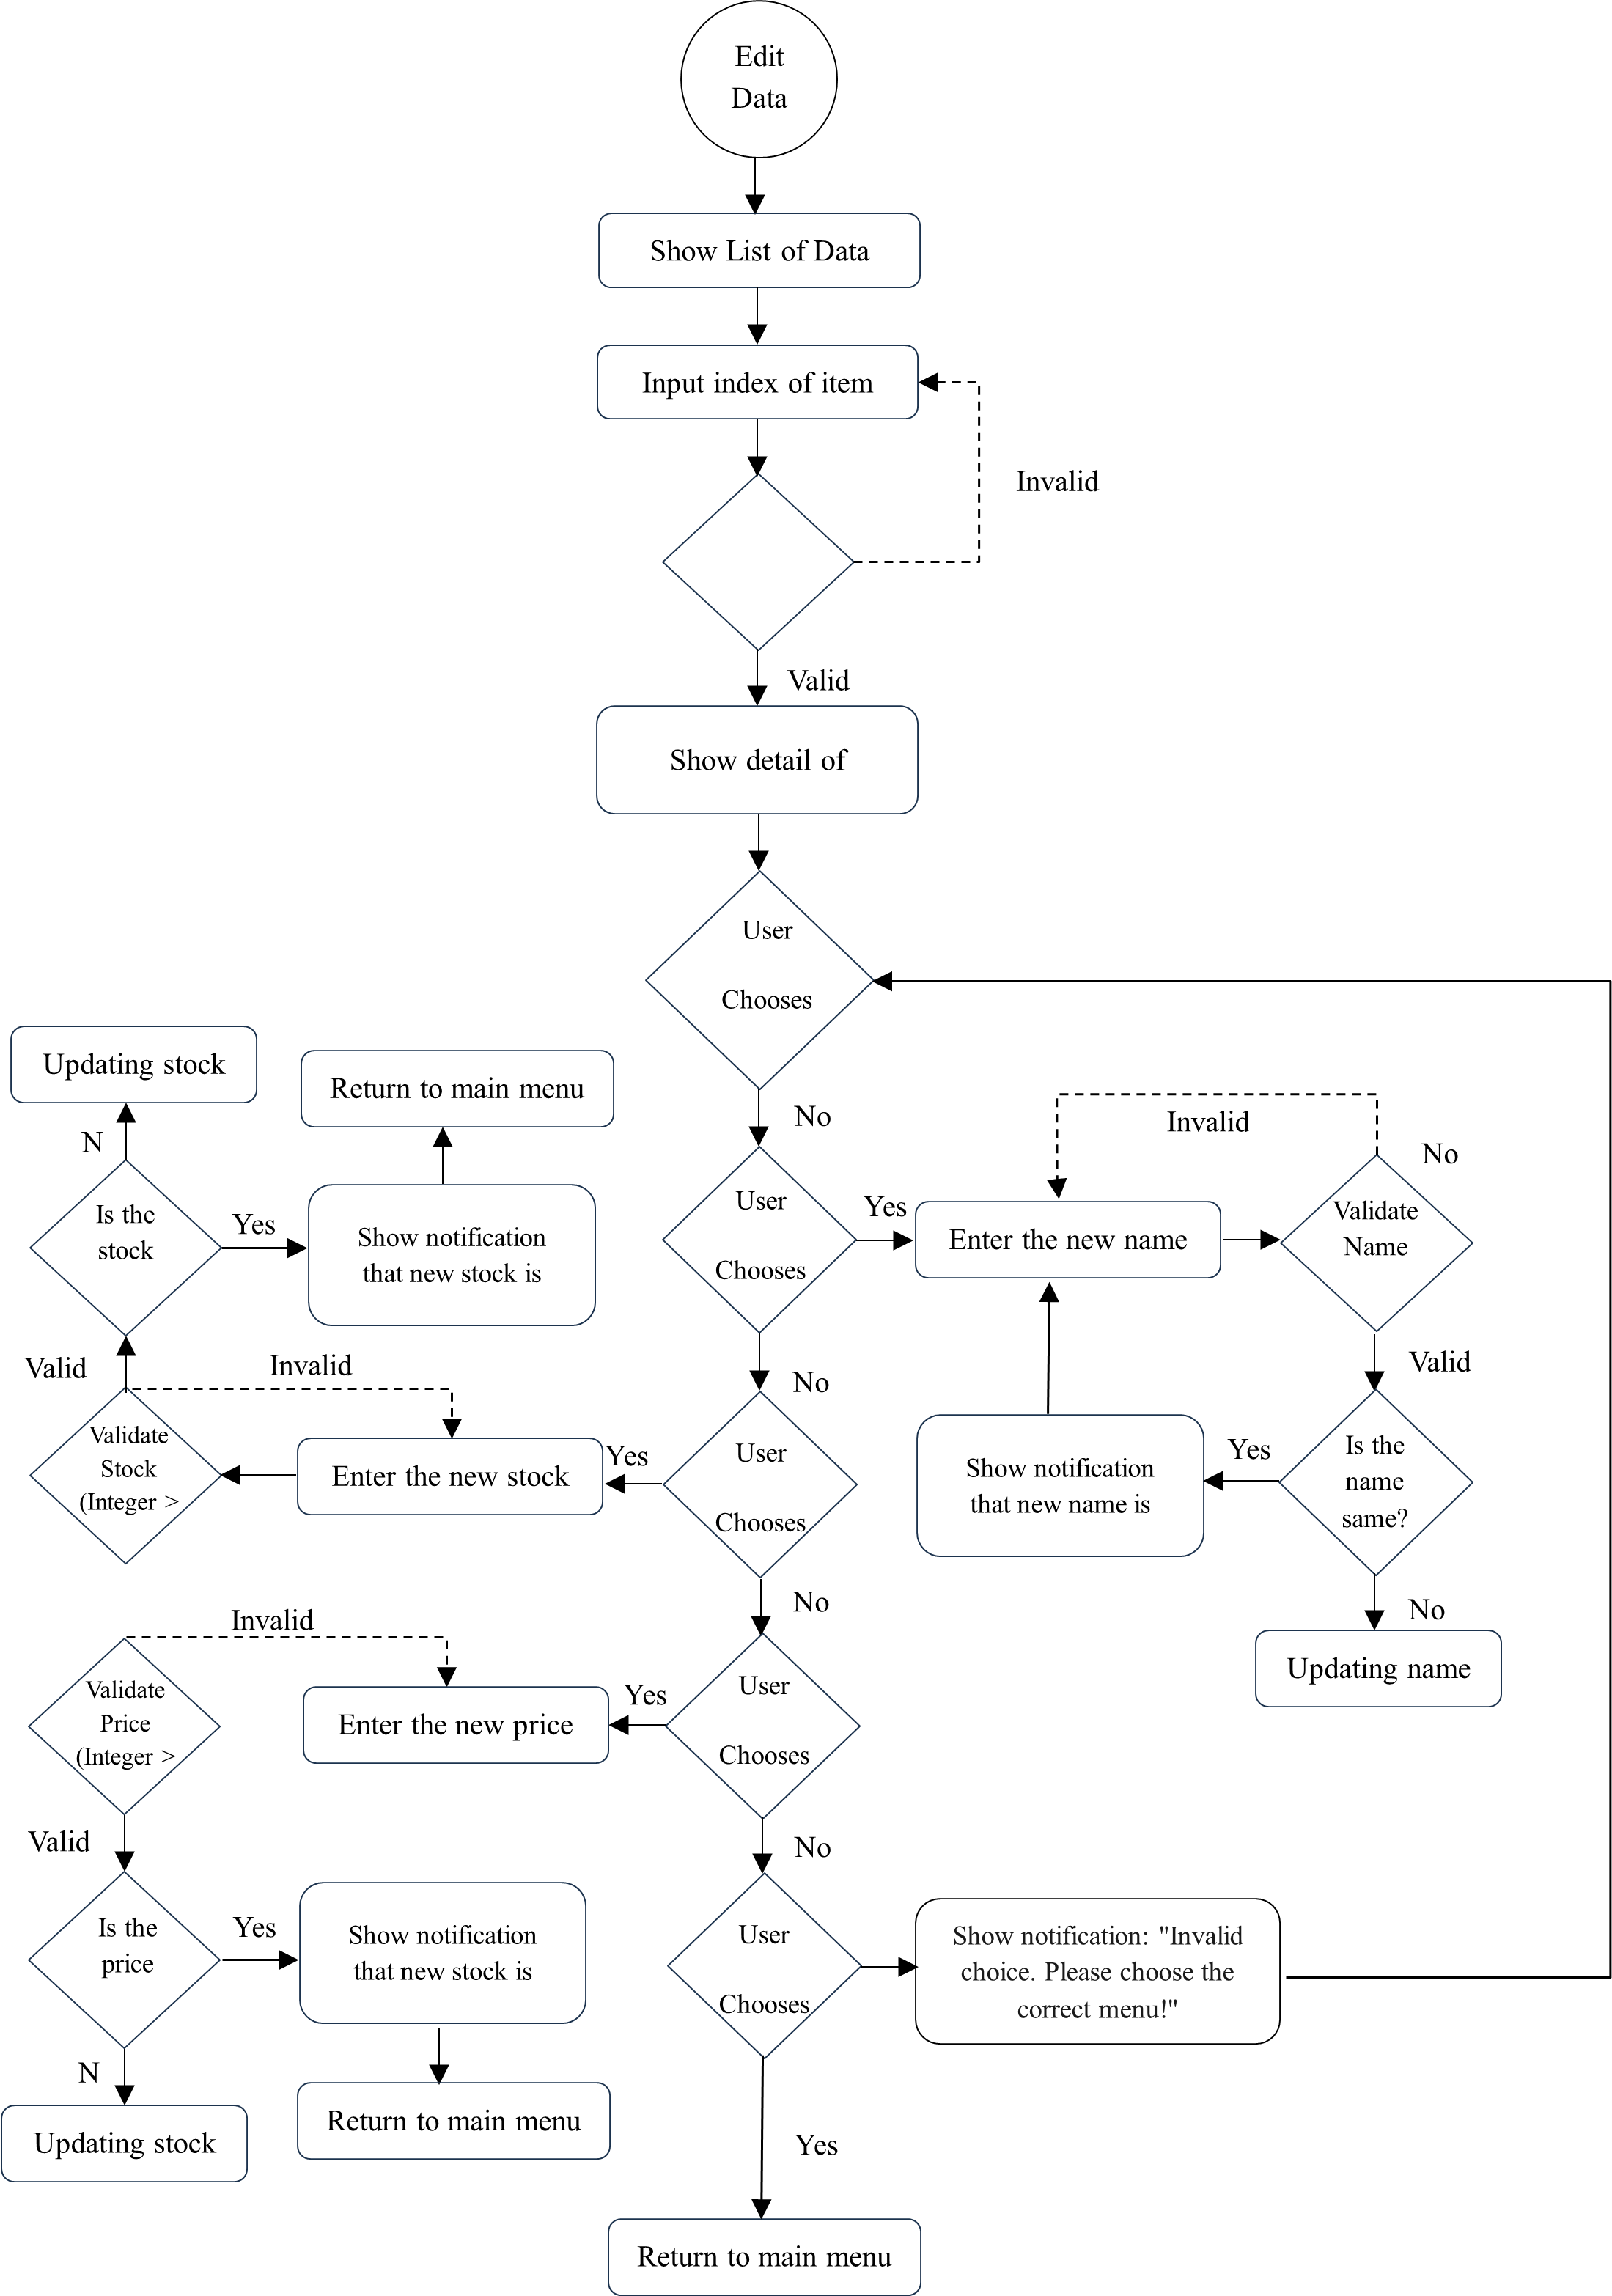 Edit
Data
Show List of Data
Input index of item
Invalid
Valid
Show detail of
User
Chooses
No
User
Chooses
Yes
Enter the new name
Invalid
No
Validate
Name
Valid
Is the
name
same?
Yes
Show notification
that new name is
No
Updating name
No
User
Chooses
Yes
Enter the new stock
Invalid
Validate
Stock
(Integer >
Valid
Is the
stock
Yes
Show notification
that new stock is
Return to main menu
N
Updating stock
No
User
Chooses
Yes
Enter the new price
Invalid
Validate
Price
(Integer >
Valid
Is the
price
Yes
Show notification
that new stock is
Return to main menu
N
Updating stock
No
User
Chooses
Show notification: "Invalid
choice. Please choose the
correct menu!"
Yes
Return to main menu